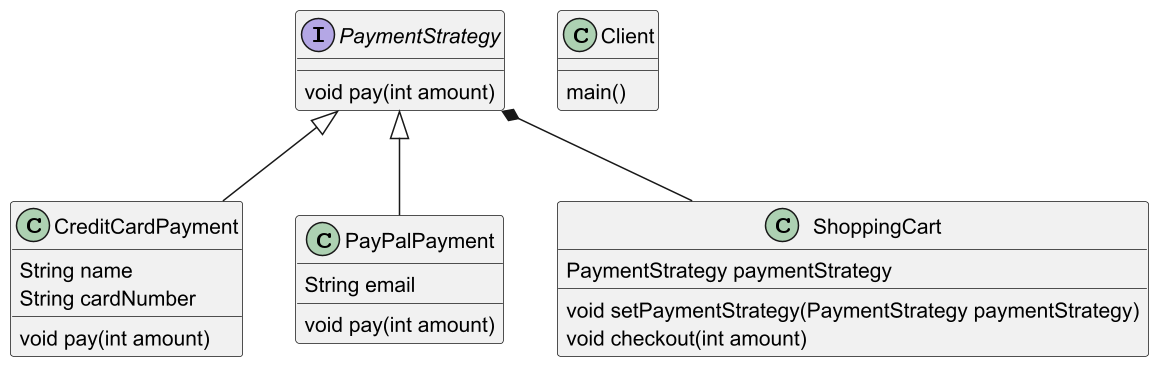 I PaymentStrategy
void pay(int amount)
C Client
main()
C CreditCardPayment
String name
String cardNumber
void pay(int amount)
C PayPalPayment
String email
void pay(int amount)
C ShoppingCart
PaymentStrategy paymentStrategy
void setPaymentStrategy(PaymentStrategy paymentStrategy)
void checkout(int amount)